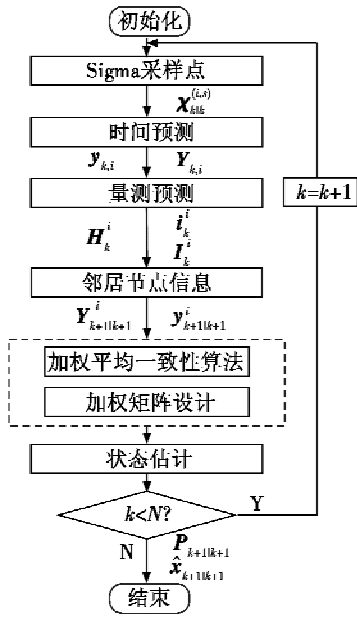 初始化
Sigma采样点
χ_{k|k}^{(i,s)}
时间预测
y_{k,i} Y_{k,i}
量测预测
k=k+1
H_k^i i_k^i
I_k^i
邻居节点信息
Y_{k+1|k+1}^i y_{k+1|k+1}^i
加权平均一致性算法
加权矩阵设计
状态估计
k<N? Y
N P_{k+1|k+1}
x̂_{k+1|k+1}
结束